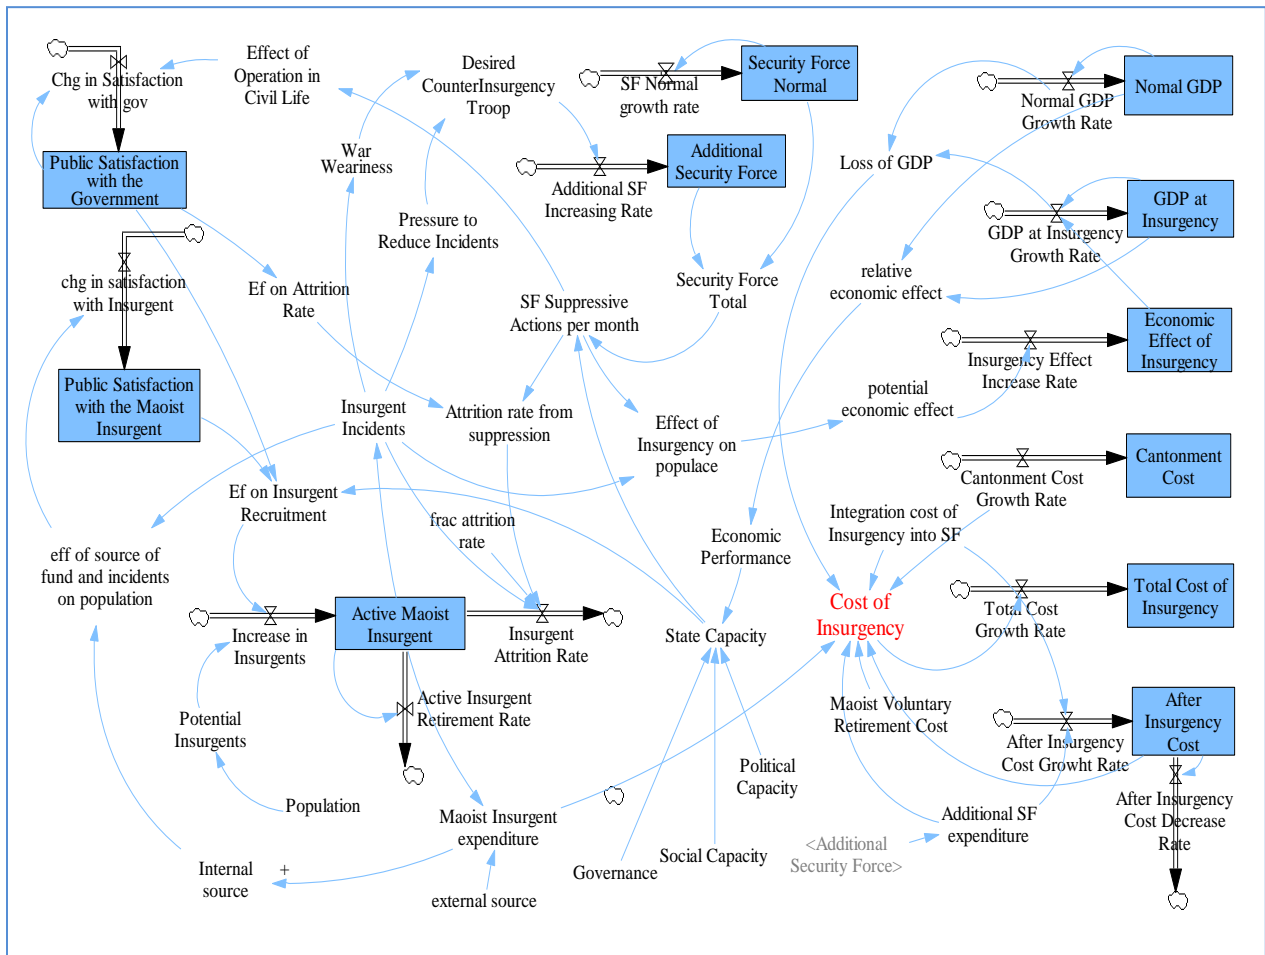 Chg in Satisfaction
with gov
Effect of
Operation in
Civil Life
Desired
CounterInsurgency
Troop
SF Normal
growth rate
Security Force
Normal
Normal GDP
Growth Rate
Nomal GDP
Public Satisfaction
with the
Government
War
Weariness
Additional SF
Increasing Rate
Additional
Security Force
Loss of GDP
GDP at Insurgency
Growth Rate
GDP at
Insurgency
Pressure to
Reduce Incidents
chg in satisfaction
with Insurgent
Ef on Attrition
Rate
SF Suppressive
Actions per month
Security Force
Total
relative
economic effect
Insurgency Effect
Increase Rate
Economic
Effect of
Insurgency
Public Satisfaction
with the Maoist
Insurgent
Insurgent
Incidents
Attrition rate from
suppression
Effect of
Insurgency on
populace
potential
economic effect
Cantonment Cost
Growth Rate
Cantonment
Cost
Ef on Insurgent
Recruitment
frac attrition
rate
Economic
Performance
Integration cost of
Insurgency into SF
eff of source of
fund and incidents
on population
Increase in
Insurgents
Active Maoist
Insurgent
Insurgent
Attrition Rate
State Capacity
Cost of
Insurgency
Total Cost
Growth Rate
Total Cost of
Insurgency
Active Insurgent
Retirement Rate
Potential
Insurgents
Maoist Voluntary
Retirement Cost
After Insurgency
Cost Growht Rate
After
Insurgency
Cost
Political
Capacity
Population
Maoist Insurgent
expenditure
Additional SF
expenditure
After Insurgency
Cost Decrease
Rate
<Additional
Security Force>
Social Capacity
Governance
Internal
source
+
external source